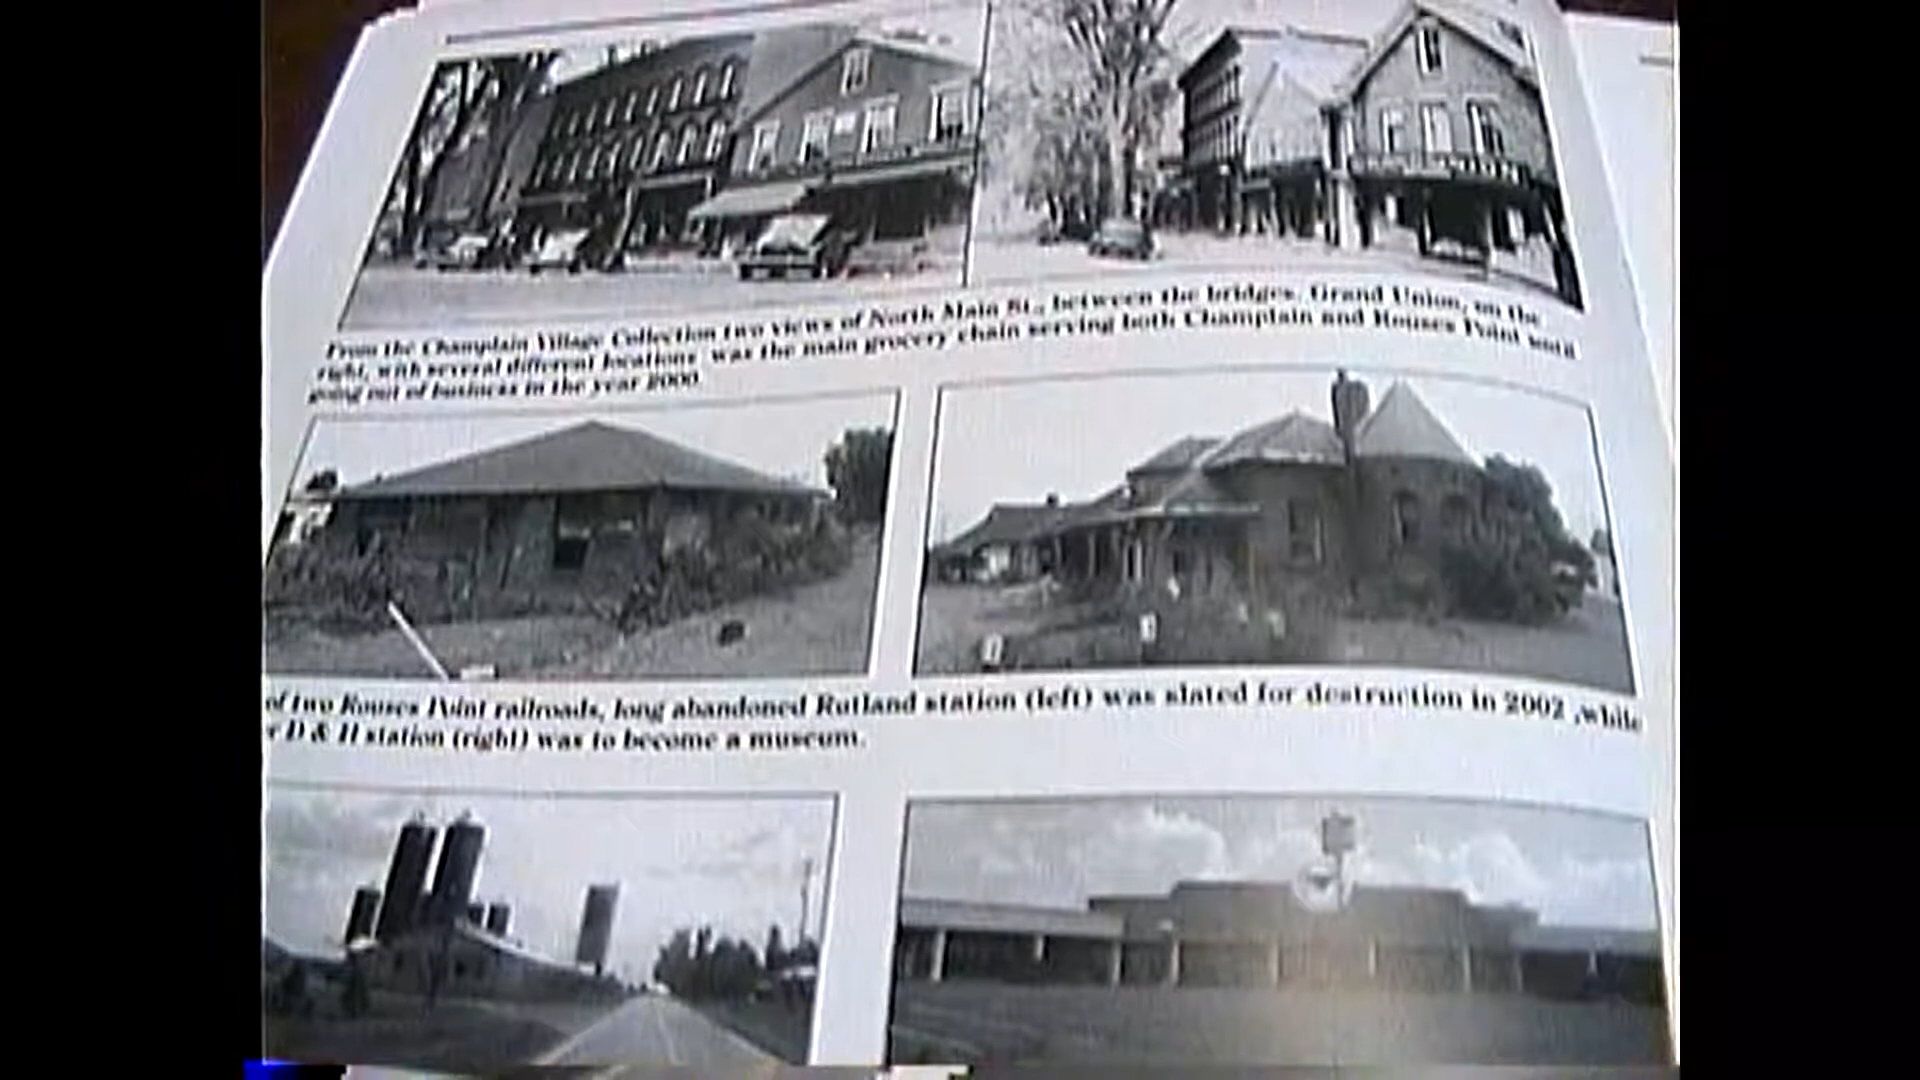 From the Champlain Village Collection two views of North Main St., between the bridges. Grand Union, on the
right, with several different locations was the main grocery chain serving both Champlain and Rouses Point until
going out of business in the year 2000.
of two Rouses Point railroads, long abandoned Rutland station (left) was slated for destruction in 2002 ,while
r D & H station (right) was to become a museum.